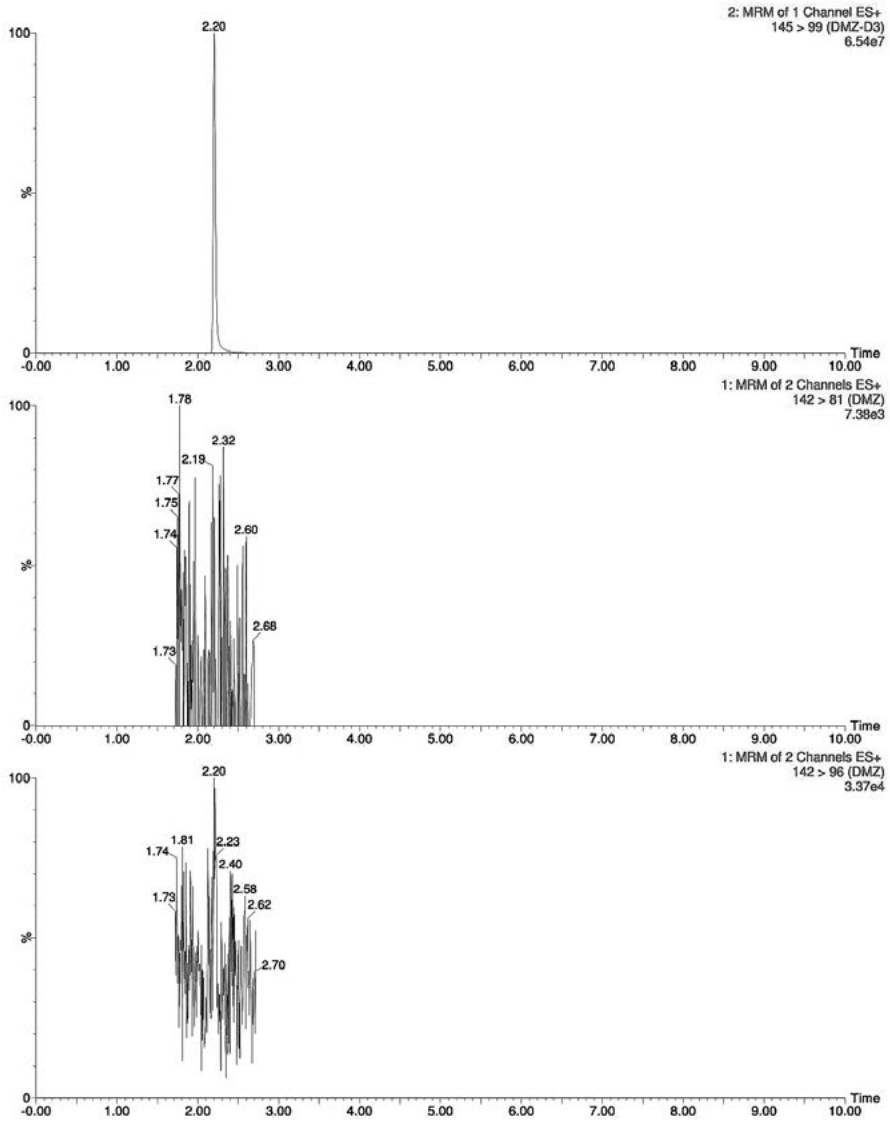 2: MRM of 1 Channel ES+
145 > 99 (DMZ-D3)
6.54e7
100
2.20
%
0
Time
-0.00 1.00 2.00 3.00 4.00 5.00 6.00 7.00 8.00 9.00 10.00
1: MRM of 2 Channels ES+
142 > 81 (DMZ)
7.38e3
100
1.78
2.32
2.19
1.77
1.75
1.74
2.60
%
2.68
1.73
0
Time
-0.00 1.00 2.00 3.00 4.00 5.00 6.00 7.00 8.00 9.00 10.00
1: MRM of 2 Channels ES+
142 > 96 (DMZ)
3.37e4
100
2.20
1.81
2.23
1.74
2.40
2.58
1.73
2.62
%
2.70
0
Time
-0.00 1.00 2.00 3.00 4.00 5.00 6.00 7.00 8.00 9.00 10.00